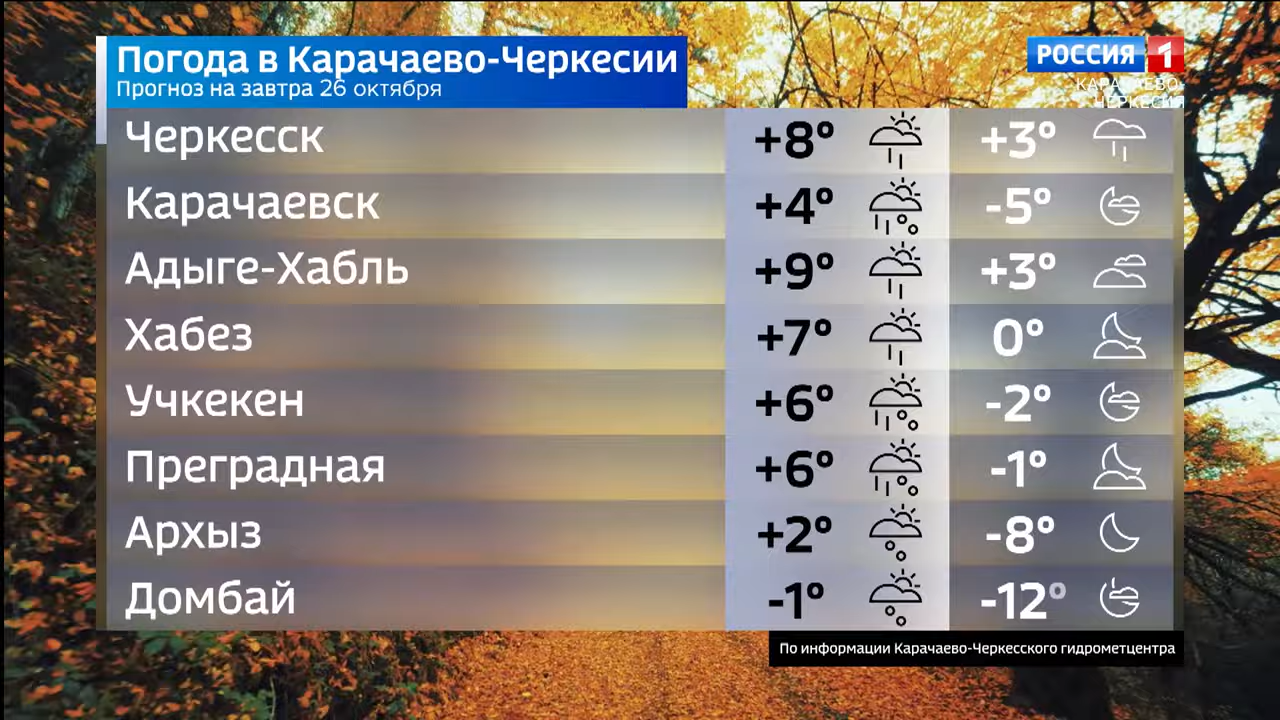 Погода в Карачаево-Черкесии
Прогноз на завтра 26 октября
РОССИЯ 1
КАРАЧАЕВО-
ЧЕРКЕСИЯ
Черкесск +8° +3°
Карачаевск +4° -5°
Адыге-Хабль +9° +3°
Хабез +7° 0°
Учкекен +6° -2°
Преградная +6° -1°
Архыз +2° -8°
Домбай -1° -12°
По информации Карачаево-Черкесского гидрометцентра